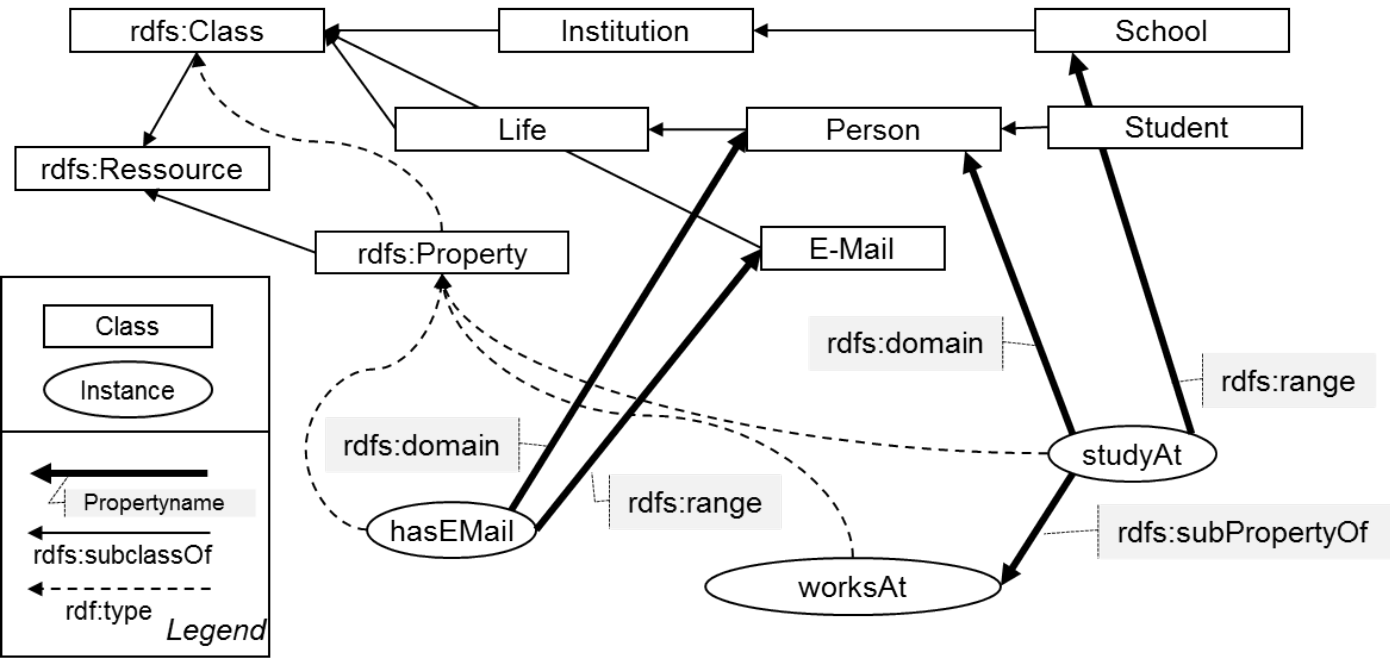 rdfs:Class
Institution
School
Life
Person
Student
rdfs:Ressource
rdfs:Property
E-Mail
Class
Instance
rdfs:domain
rdfs:range
rdfs:domain
studyAt
Propertyname
rdfs:range
hasEMail
rdfs:subPropertyOf
rdfs:subclassOf
worksAt
rdf:type
Legend